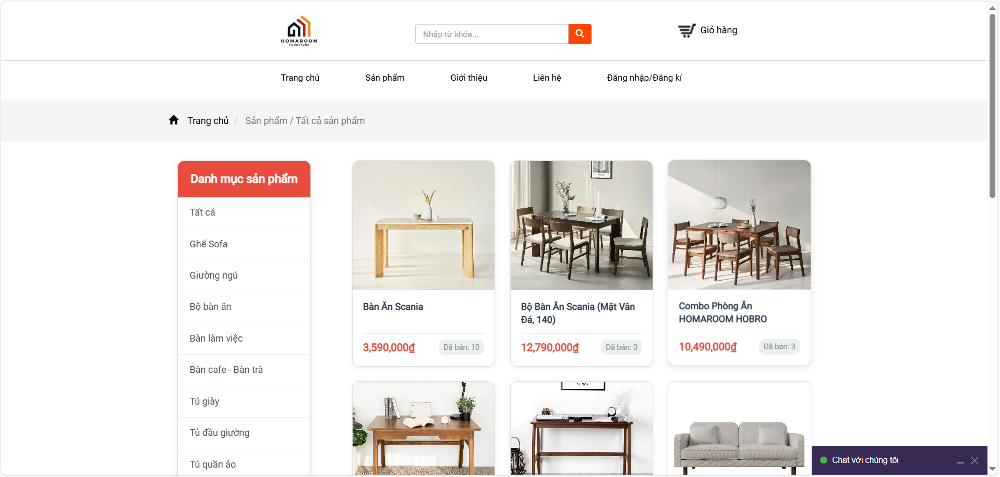 HOMAROOM
FURNITURE
Nhập từ khóa...
Giỏ hàng
Trang chủ
Sản phẩm
Giới thiệu
Liên hệ
Đăng nhập/Đăng kí
Trang chủ / Sản phẩm / Tất cả sản phẩm
Danh mục sản phẩm
Tất cả
Ghế Sofa
Giường ngủ
Bộ bàn ăn
Bàn làm việc
Bàn cafe - Bàn trà
Tủ giày
Tủ đầu giường
Tủ quần áo
Bàn Ăn Scania
3,590,000₫
Đã bán: 10
Bộ Bàn Ăn Scania (Mặt Vân
Đá, 140)
12,790,000₫
Đã bán: 3
Combo Phòng Ăn
HOMAROOM HOBRO
10,490,000₫
Đã bán: 3
SAIGON
Chat với chúng tôi